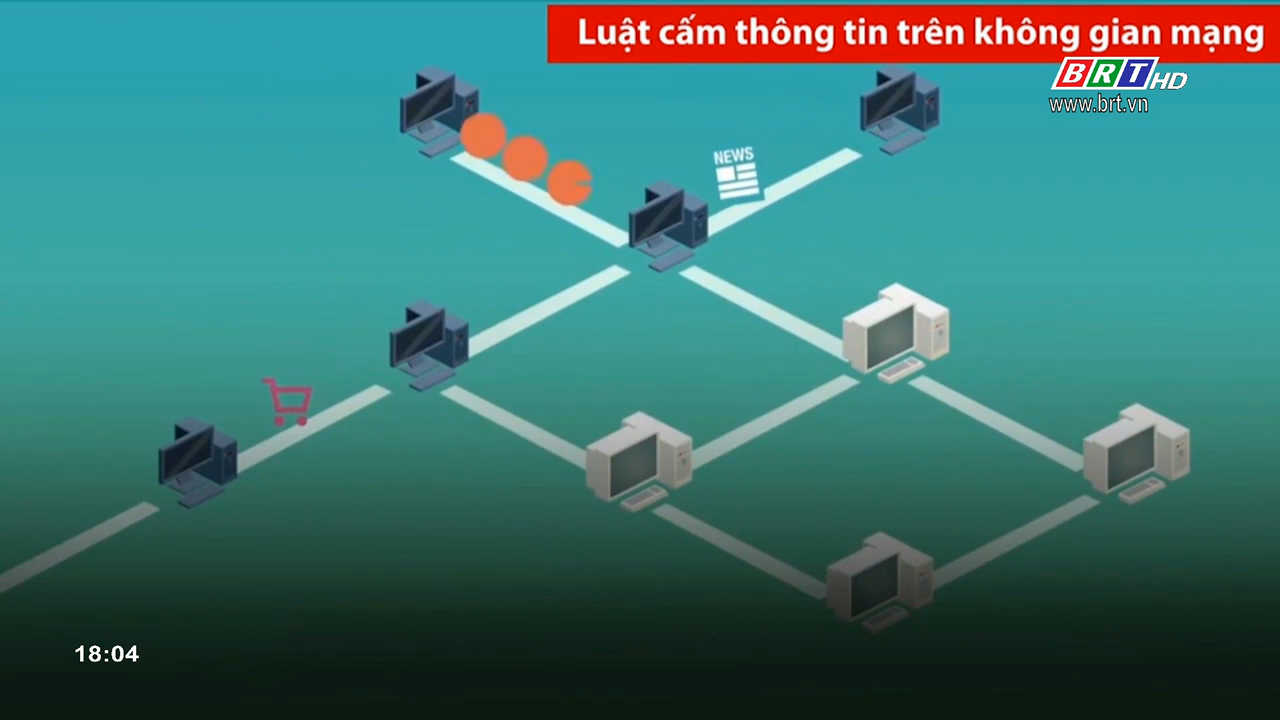 Luật cấm thông tin trên không gian mạng
BRT HD
www.brt.vn
NEWS
18:04